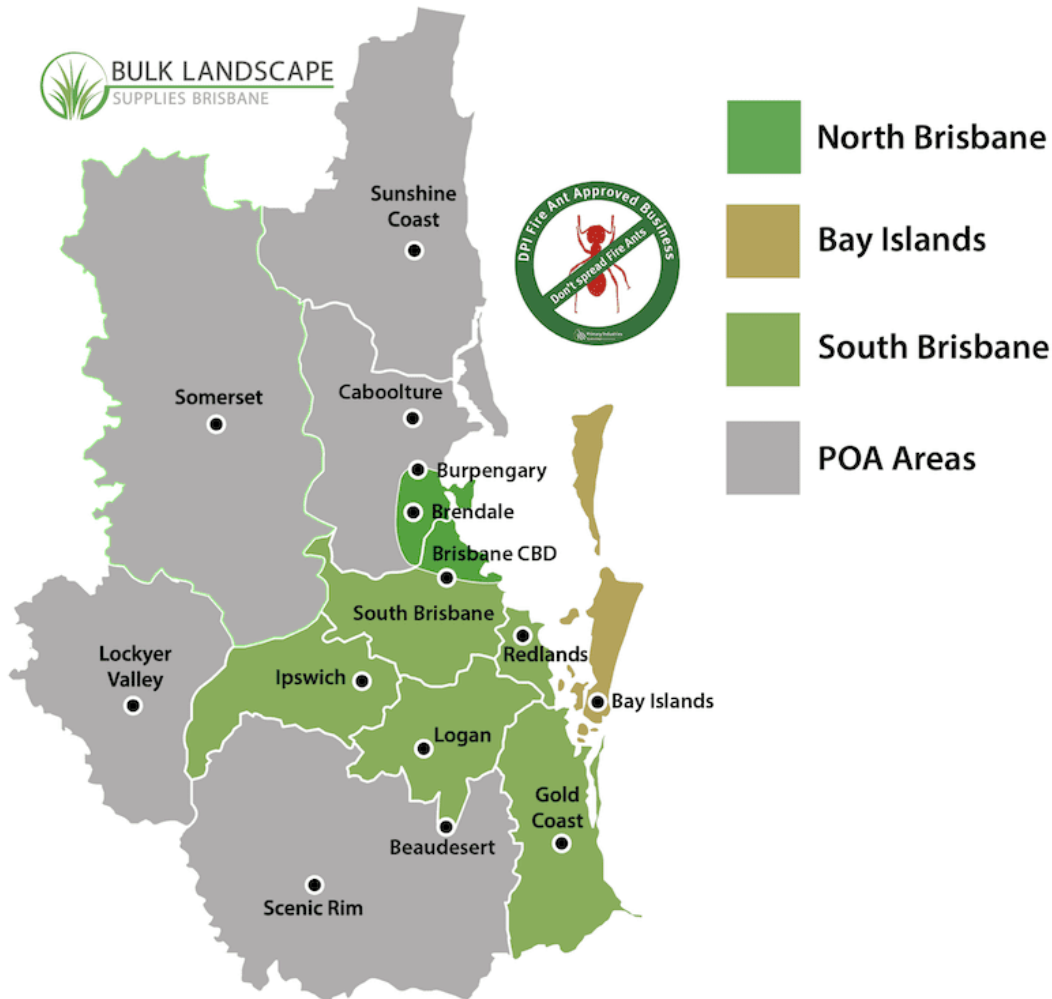 BULK LANDSCAPE
SUPPLIES BRISBANE
North Brisbane
Bay Islands
South Brisbane
POA Areas
DPI Fire Ant Approved Business
Don't spread Fire Ants
Primary Industries
Sunshine
Coast
Somerset
Caboolture
Burpengary
Brendale
Brisbane CBD
South Brisbane
Redlands
Lockyer
Valley
Ipswich
Bay Islands
Logan
Gold
Coast
Beaudesert
Scenic Rim